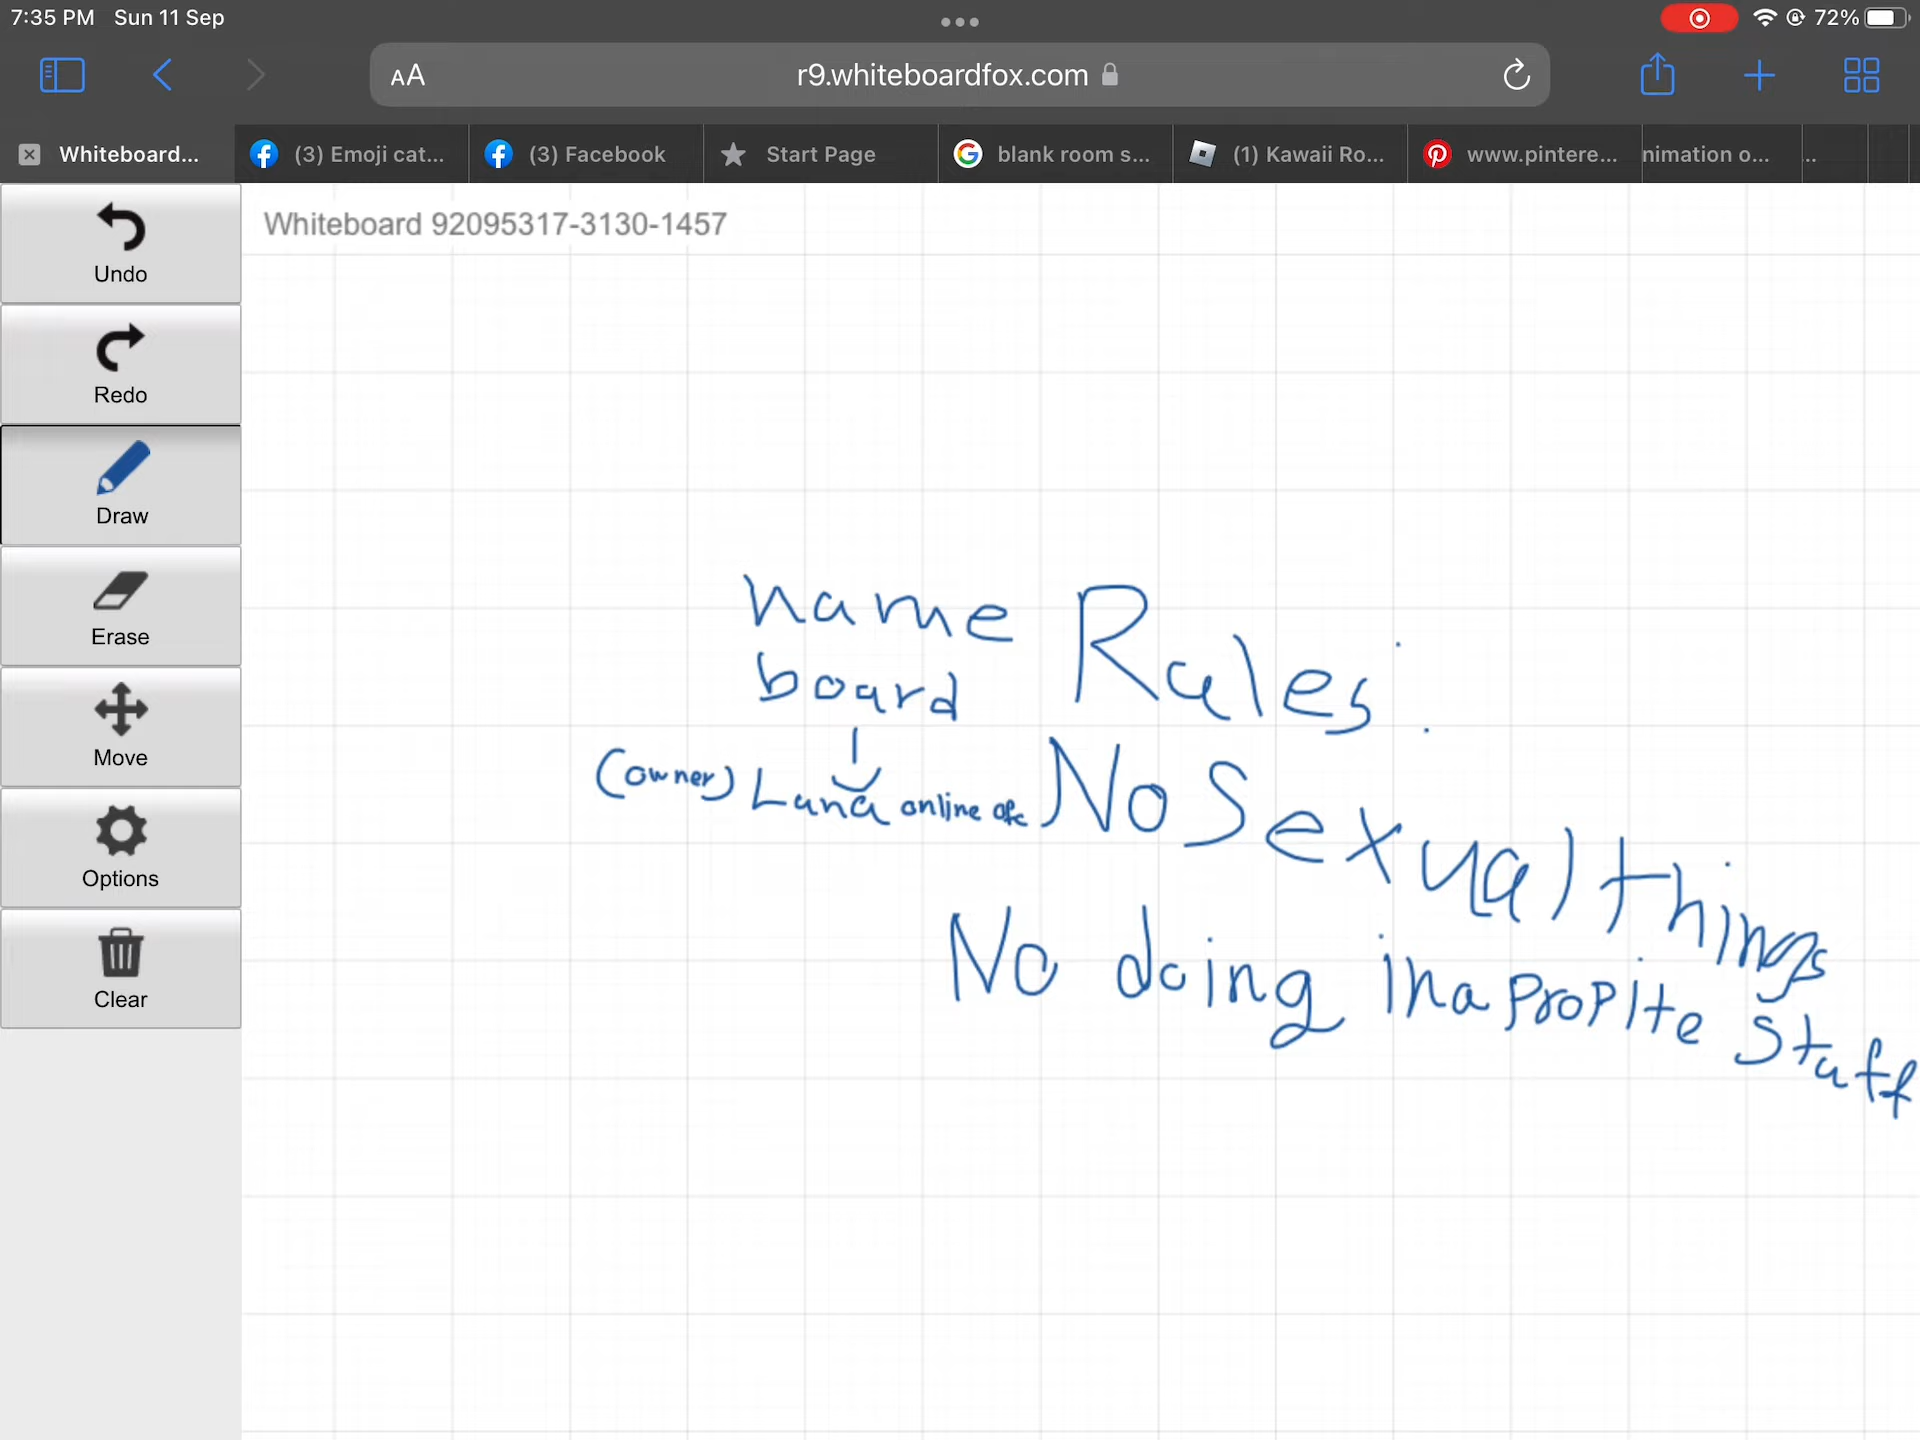 7:35 PM Sun 11 Sep
72%
AA
r9.whiteboardfox.com
Whiteboard...
(3) Emoji cat...
(3) Facebook
Start Page
blank room s...
(1) Kawaii Ro...
www.pintere...
nimation o...
..
Whiteboard 92095317-3130-1457
Undo
Redo
Draw
Erase
Move
Options
Clear
name
board
(owner) Luna online ofc
Rules:
No Sexual things
No doing inapropite stuff